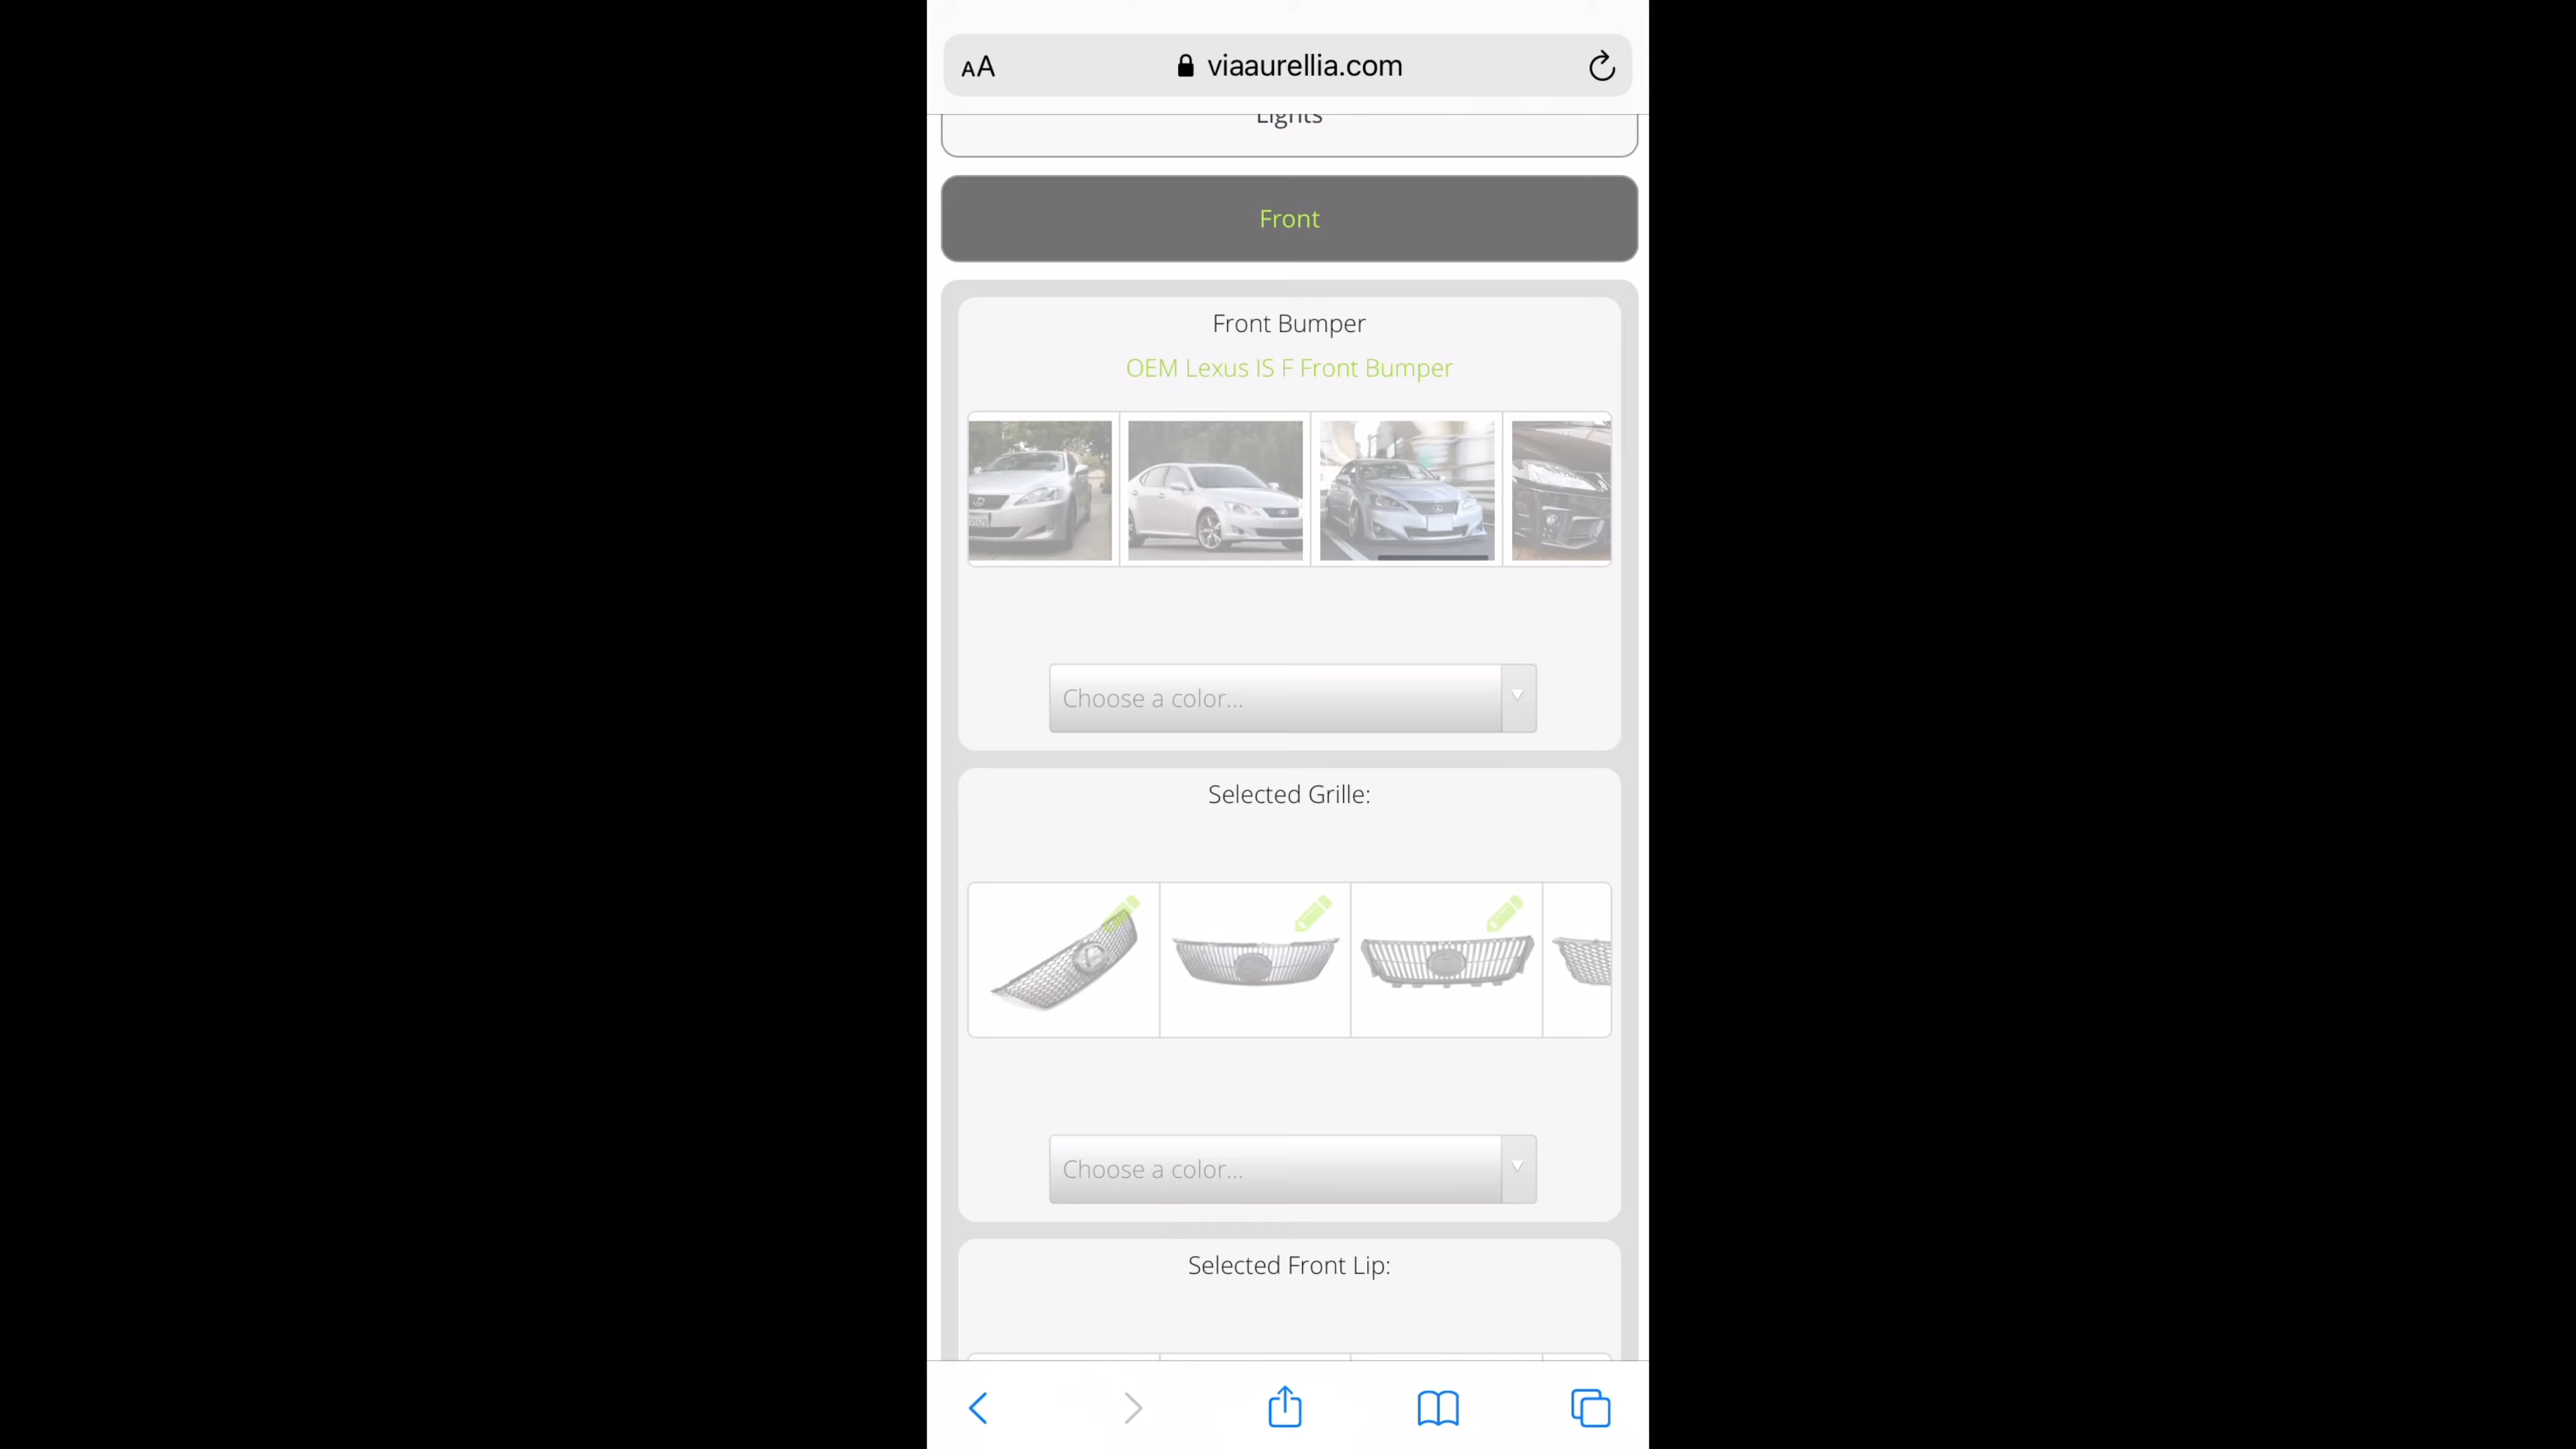 AA
viaaurellia.com
Lights
Front
Front Bumper
OEM Lexus IS F Front Bumper
Choose a color...
Selected Grille:
Choose a color...
Selected Front Lip: